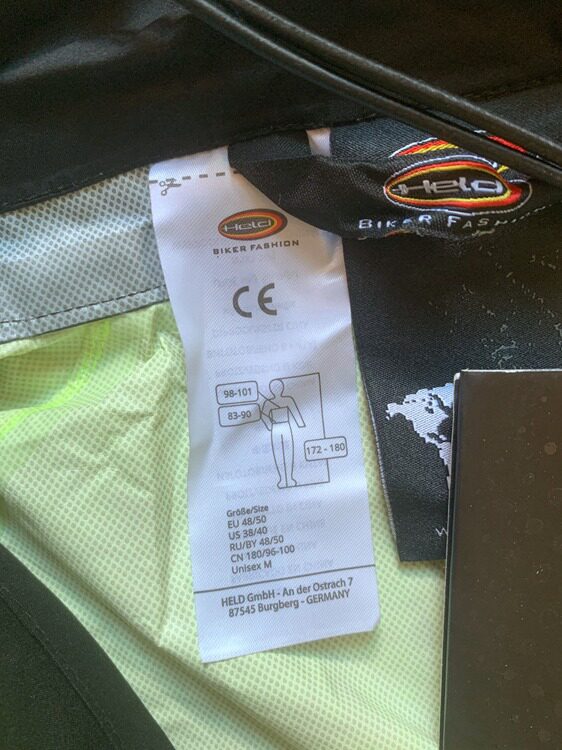 Held
BIKER FASHION
CE
98-101
83-90
172 - 180
Größe/Size
EU 48/50
US 38/40
RU/BY 48/50
CN 180/96-100
Unisex M
HELD GmbH - An der Ostrach 7
87545 Burgberg - GERMANY
Held
BIKER FASHI
W